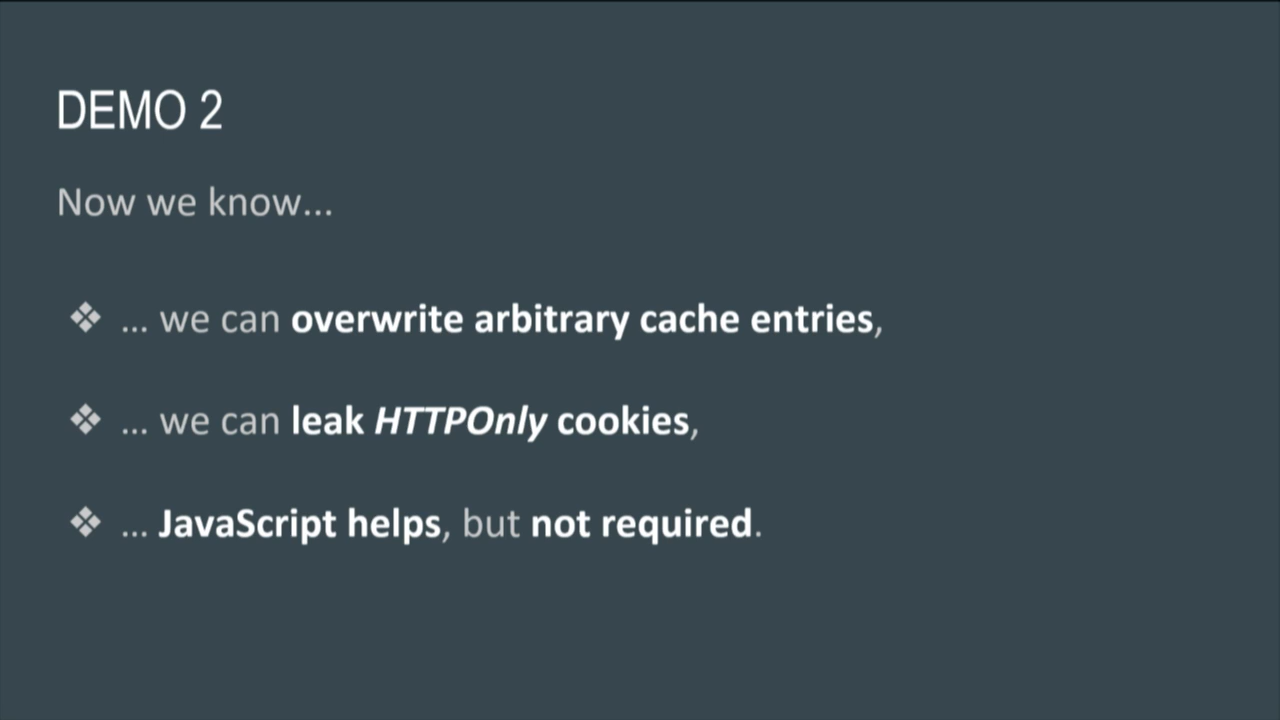 DEMO 2
Now we know...
❖ ... we can overwrite arbitrary cache entries,
❖ ... we can leak HTTPOnly cookies,
❖ ... JavaScript helps, but not required.